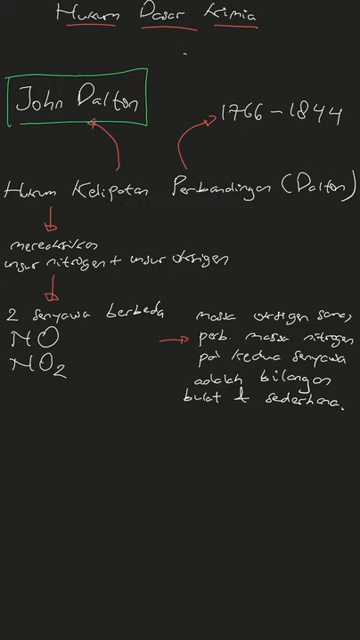 Hukum Dasar Kimia
John Dalton
1766 - 1844
Hukum Kelipatan Perbandingan (Dalton)
mereaksikan
unsur nitrogen + unsur oksigen
2 senyawa berbeda
NO
NO2
massa oksigen sama,
perb. massa nitrogen
pd kedua senyawa
adalah bilangan
bulat & sederhana.